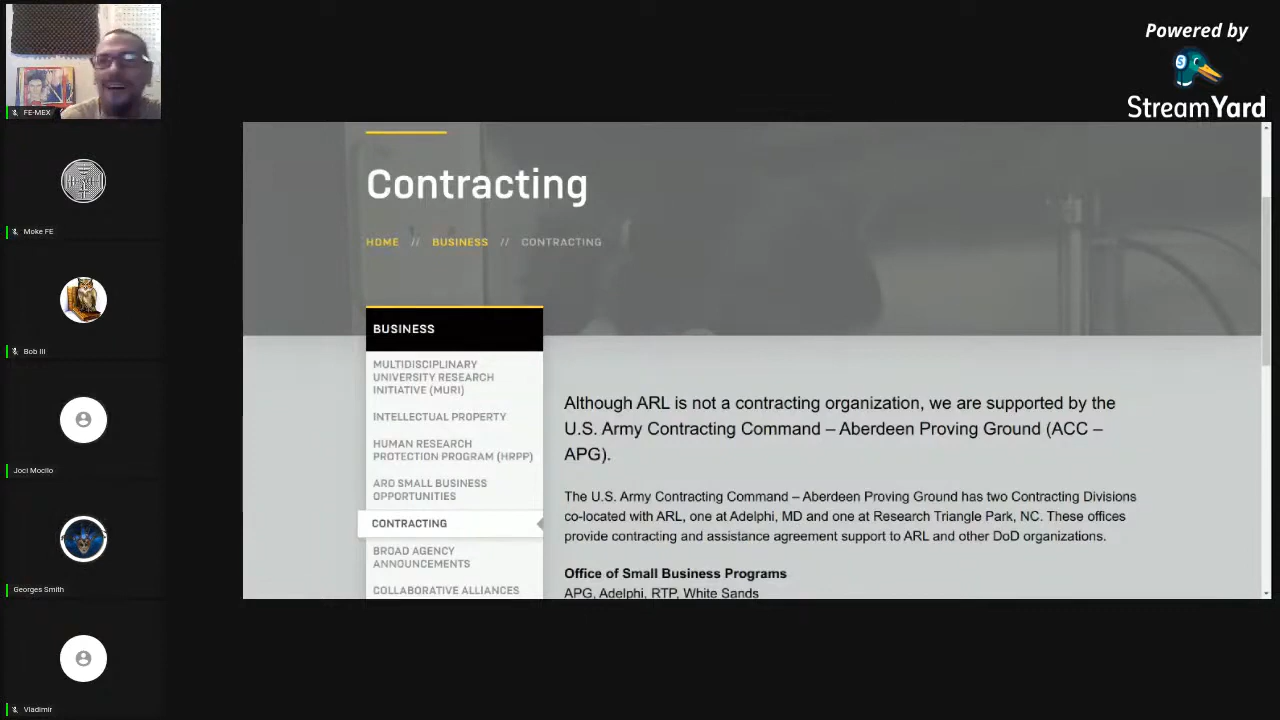 Powered by
StreamYard
FE-MEX
Moke FE
Bob III
Joci Mocilo
Georges Smith
Vladimir
Contracting
HOME // BUSINESS // CONTRACTING
BUSINESS
MULTIDISCIPLINARY
UNIVERSITY RESEARCH
INITIATIVE (MURI)
INTELLECTUAL PROPERTY
HUMAN RESEARCH
PROTECTION PROGRAM (HRPP)
ARO SMALL BUSINESS
OPPORTUNITIES
CONTRACTING
BROAD AGENCY
ANNOUNCEMENTS
COLLABORATIVE ALLIANCES
Although ARL is not a contracting organization, we are supported by the
U.S. Army Contracting Command – Aberdeen Proving Ground (ACC –
APG).
The U.S. Army Contracting Command – Aberdeen Proving Ground has two Contracting Divisions
co-located with ARL, one at Adelphi, MD and one at Research Triangle Park, NC. These offices
provide contracting and assistance agreement support to ARL and other DoD organizations.
Office of Small Business Programs
APG, Adelphi, RTP, White Sands